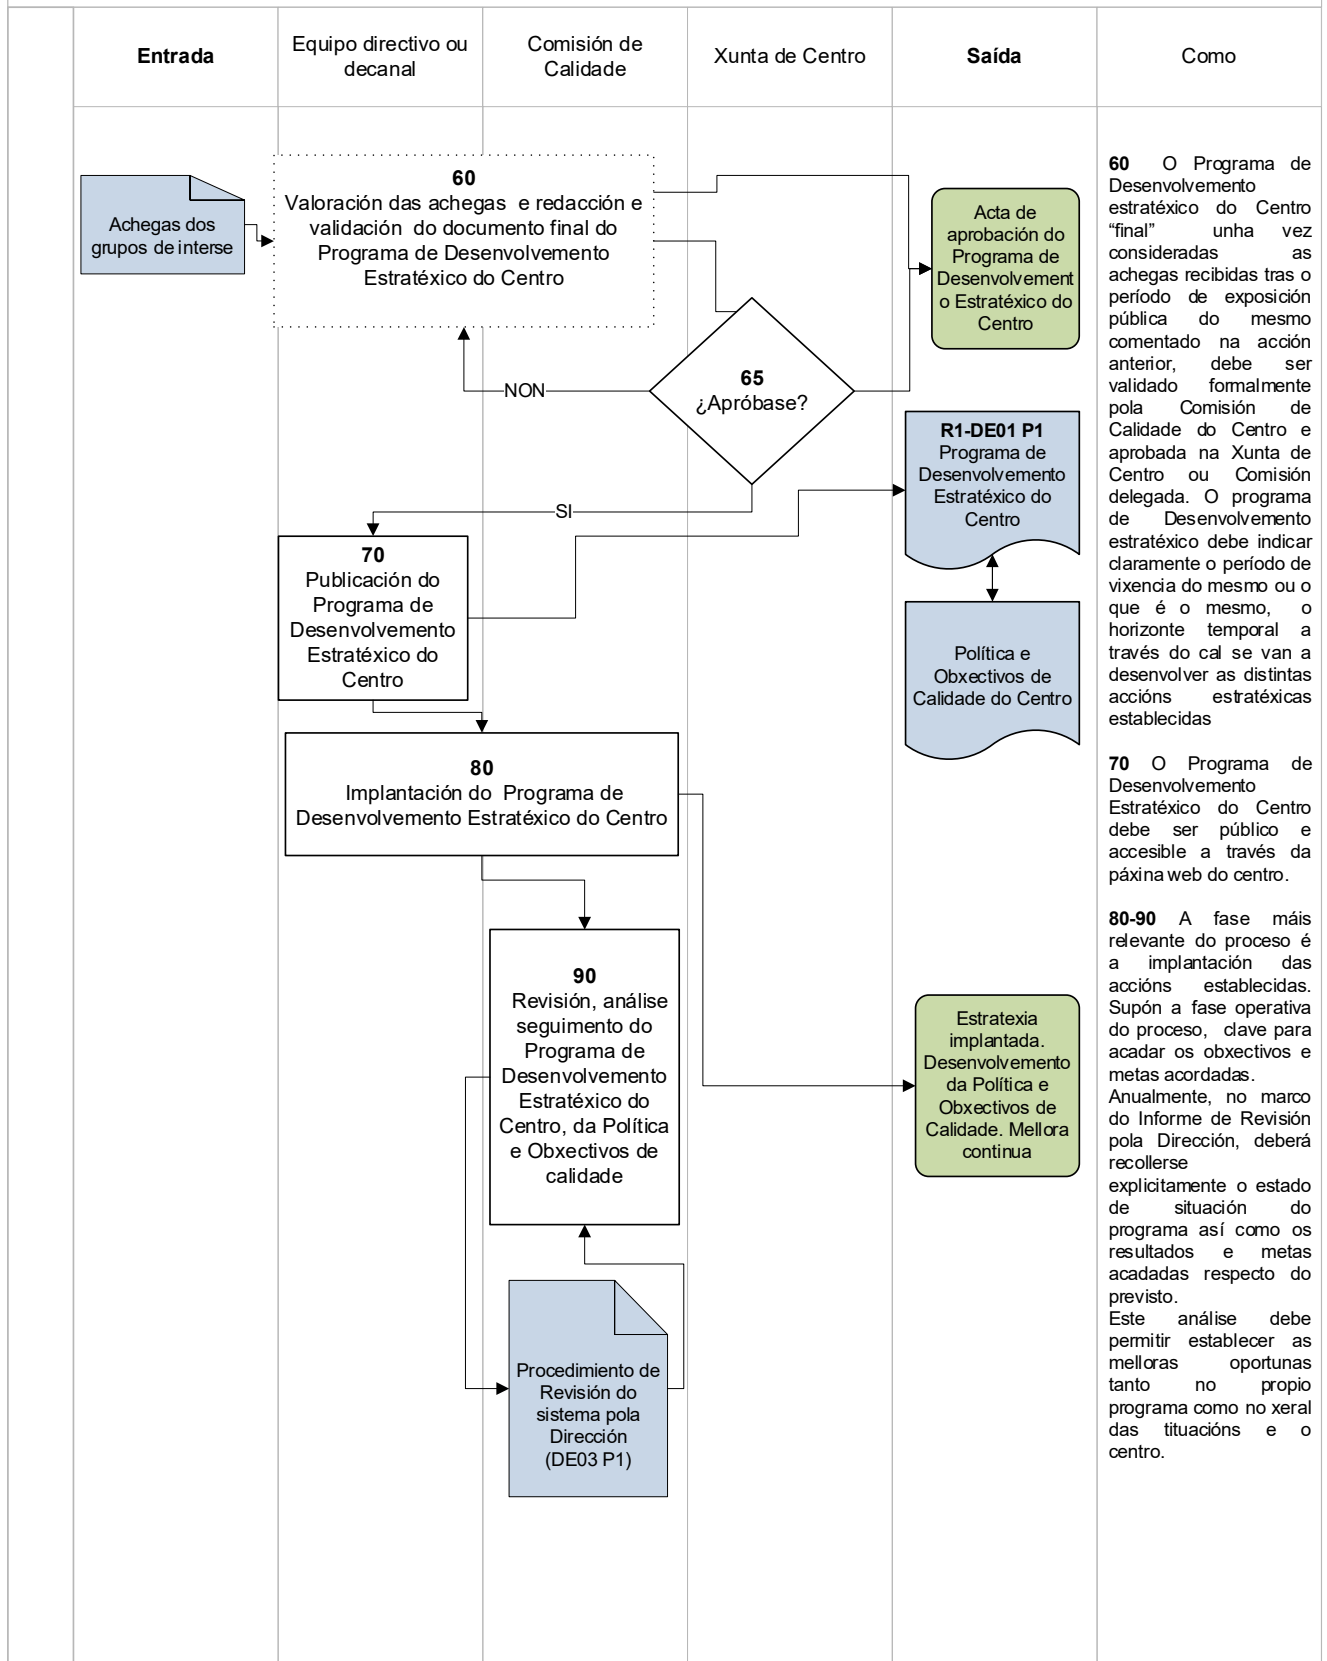 Entrada
Equipo directivo ou
decanal
Comisión de
Calidade
Xunta de Centro
Saída
Como
Achegas dos
grupos de interse
60
Valoración das achegas e redacción e
validación do documento final do
Programa de Desenvolvemento
Estratéxico do Centro
Acta de
aprobación do
Programa de
Desenvolvement
o Estratéxico do
Centro
65
¿Apróbase?
NON
SI
R1-DE01 P1
Programa de
Desenvolvemento
Estratéxico do
Centro
70
Publicación do
Programa de
Desenvolvemento
Estratéxico do
Centro
Política e
Obxectivos de
Calidade do Centro
80
Implantación do Programa de
Desenvolvemento Estratéxico do Centro
90
Revisión, análise
seguimento do
Programa de
Desenvolvemento
Estratéxico do
Centro, da Política
e Obxectivos de
calidade
Estratexia
implantada.
Desenvolvemento
da Política e
Obxectivos de
Calidade. Mellora
continua
Procedimiento de
Revisión do
sistema pola
Dirección
(DE03 P1)
60 O Programa de
Desenvolvemento
estratéxico do Centro
“final” unha vez
consideradas as
achegas recibidas tras o
período de exposición
pública do mesmo
comentado na acción
anterior, debe ser
validado formalmente
pola Comisión de
Calidade do Centro e
aprobada na Xunta de
Centro ou Comisión
delegada. O programa
de Desenvolvemento
estratéxico debe indicar
claramente o período de
vixencia do mesmo ou o
que é o mesmo, o
horizonte temporal a
través do cal se van a
desenvolver as distintas
accións estratéxicas
establecidas
70 O Programa de
Desenvolvemento
Estratéxico do Centro
debe ser público e
accesible a través da
páxina web do centro.
80-90 A fase máis
relevante do proceso é
a implantación das
accións establecidas.
Supón a fase operativa
do proceso, clave para
acadar os obxectivos e
metas acordadas.
Anualmente, no marco
do Informe de Revisión
pola Dirección, deberá
recollerse
explicitamente o estado
de situación do
programa así como os
resultados e metas
acadadas respecto do
previsto.
Este análise debe
permitir establecer as
melloras oportunas
tanto no propio
programa como no xeral
das tituacións e o
centro.